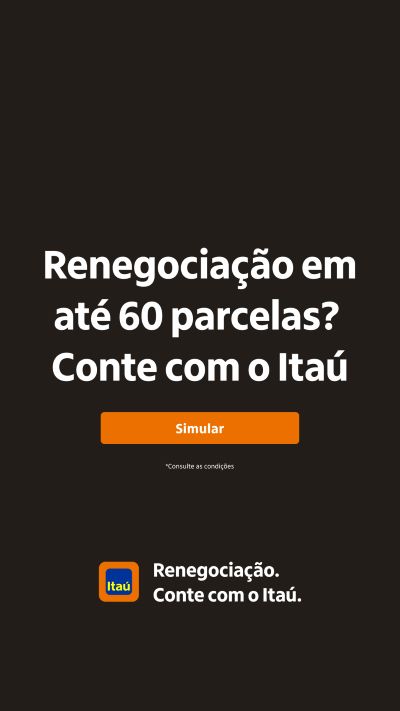 Renegociação em
até 60 parcelas?
Conte com o Itaú
Simular
*Consulte as condições
Itaú
Renegociação.
Conte com o Itaú.